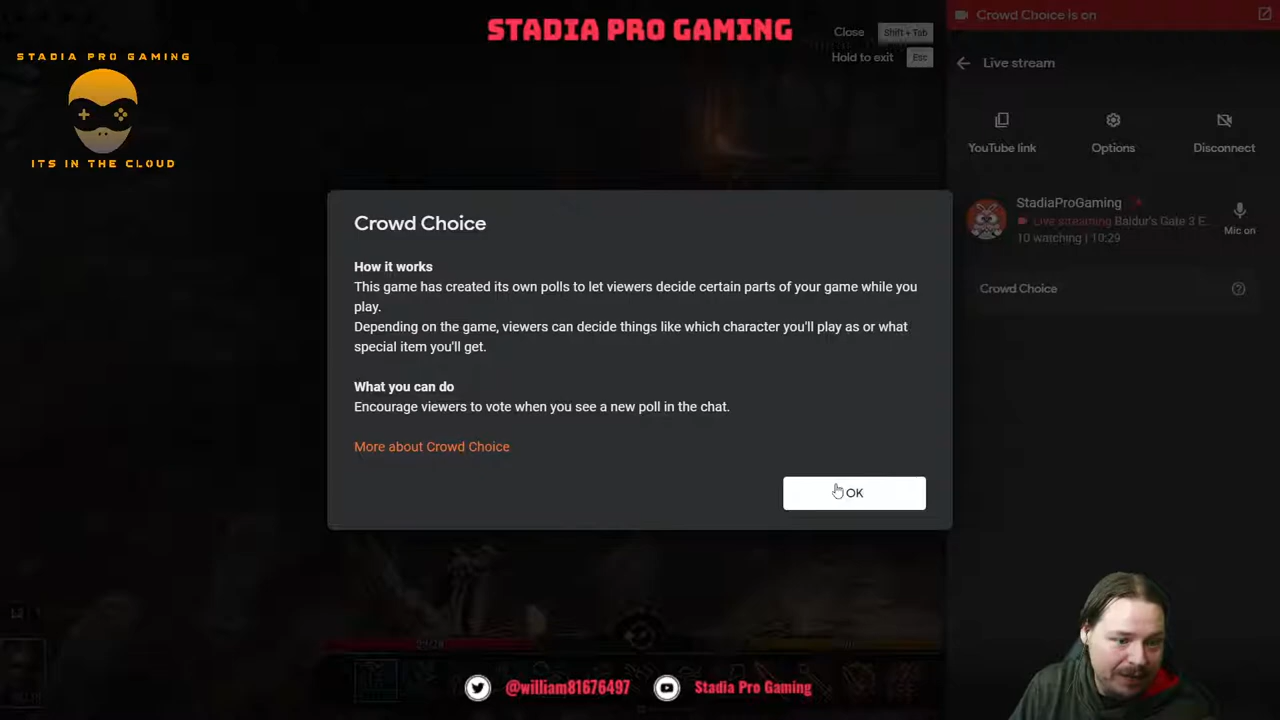 STADIA PRO GAMING
Close Shift + Tab
Hold to exit Esc
Crowd Choice is on
Live stream
STADIA PRO GAMING
ITS IN THE CLOUD
YouTube link
Options
Disconnect
StadiaProGaming
Live streaming Baldur's Gate 3 E...
10 watching | 10:29
Mic on
Crowd Choice
Crowd Choice
How it works
This game has created its own polls to let viewers decide certain parts of your game while you
play.
Depending on the game, viewers can decide things like which character you'll play as or what
special item you'll get.
What you can do
Encourage viewers to vote when you see a new poll in the chat.
More about Crowd Choice
OK
@william81676497
Stadia Pro Gaming